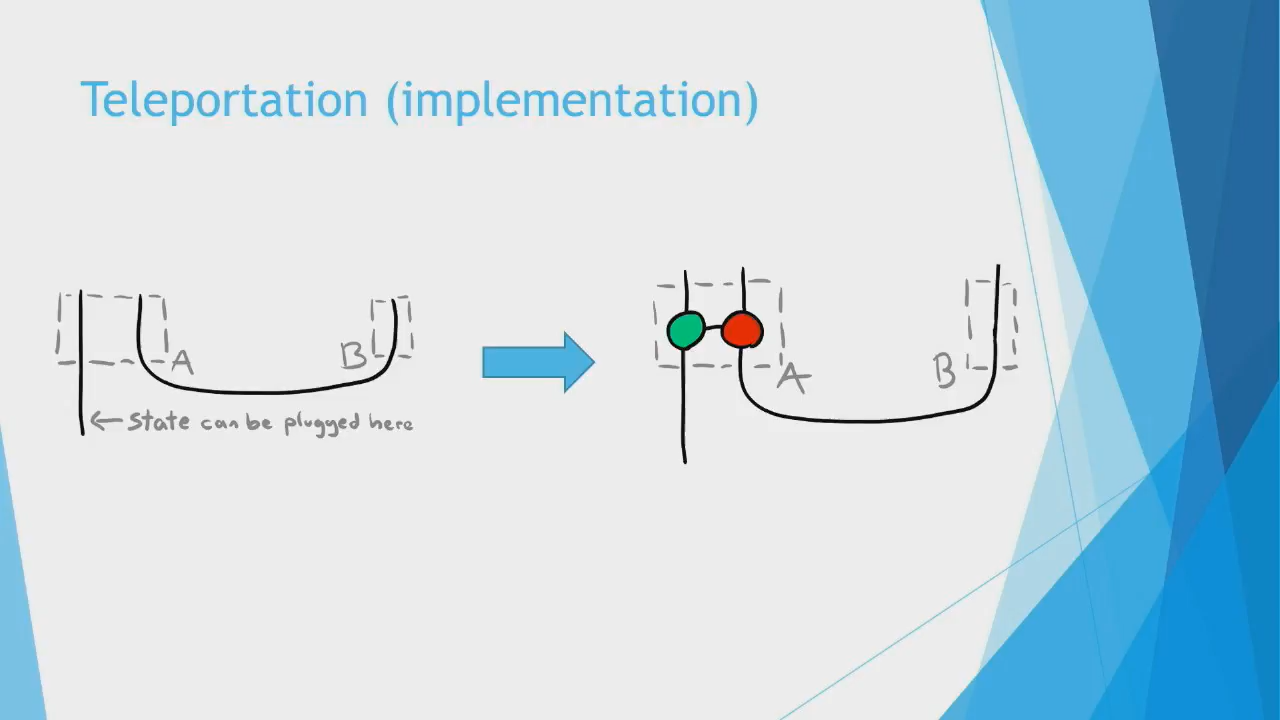 Teleportation (implementation)
A
B
← State can be plugged here
A
B